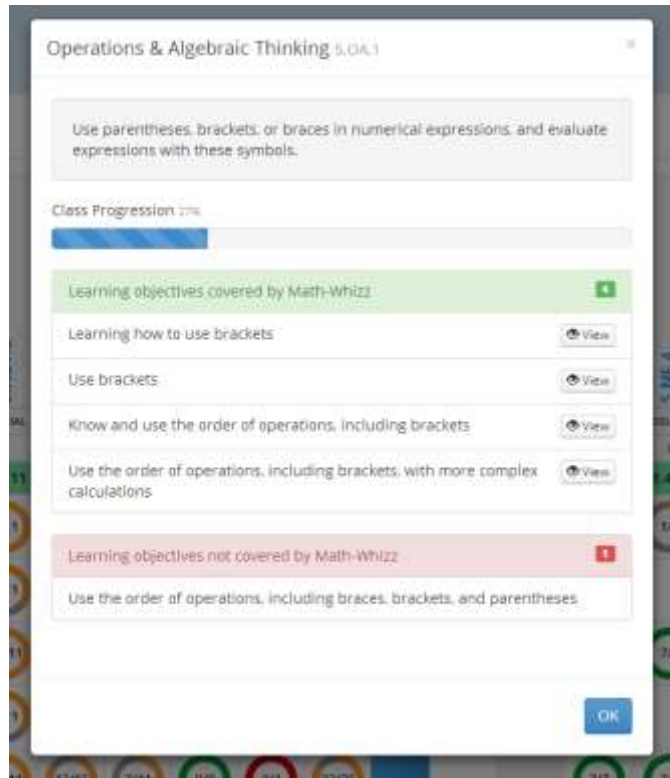 Operations & Algebraic Thinking 5.OA.1
×
Use parentheses, brackets, or braces in numerical expressions, and evaluate
expressions with these symbols.
Class Progression 27%
Learning objectives covered by Math-Whizz 4
Learning how to use brackets View
Use brackets View
Know and use the order of operations, including brackets View
Use the order of operations, including brackets, with more complex View
calculations
Learning objectives not covered by Math-Whizz 1
Use the order of operations, including braces, brackets, and parentheses
OK